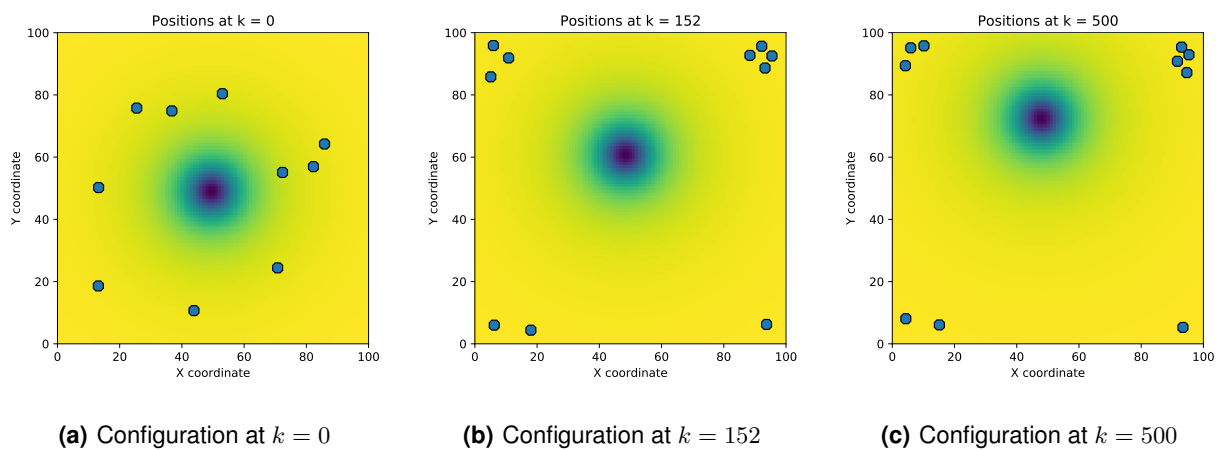 Positions at k = 0
100
80
60
40
20
0
Y coordinate
0 20 40 60 80 100
X coordinate
(a) Configuration at k = 0
Positions at k = 152
100
80
60
40
20
0
Y coordinate
0 20 40 60 80 100
X coordinate
(b) Configuration at k = 152
Positions at k = 500
100
80
60
40
20
0
Y coordinate
0 20 40 60 80 100
X coordinate
(c) Configuration at k = 500